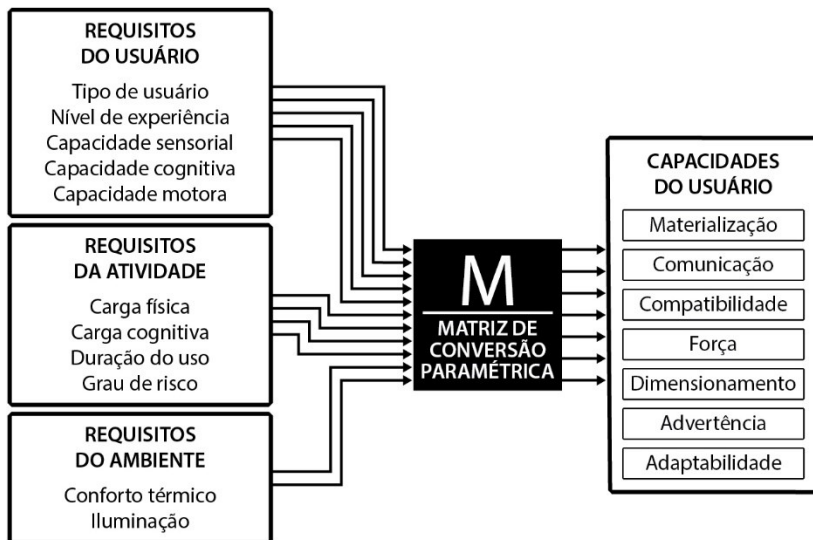 REQUISITOS
DO USUÁRIO
Tipo de usuário
Nível de experiência
Capacidade sensorial
Capacidade cognitiva
Capacidade motora
REQUISITOS
DA ATIVIDADE
Carga física
Carga cognitiva
Duração do uso
Grau de risco
REQUISITOS
DO AMBIENTE
Conforto térmico
Iluminação
M
MATRIZ DE
CONVERSÃO
PARAMÉTRICA
CAPACIDADES
DO USUÁRIO
Materialização
Comunicação
Compatibilidade
Força
Dimensionamento
Advertência
Adaptabilidade